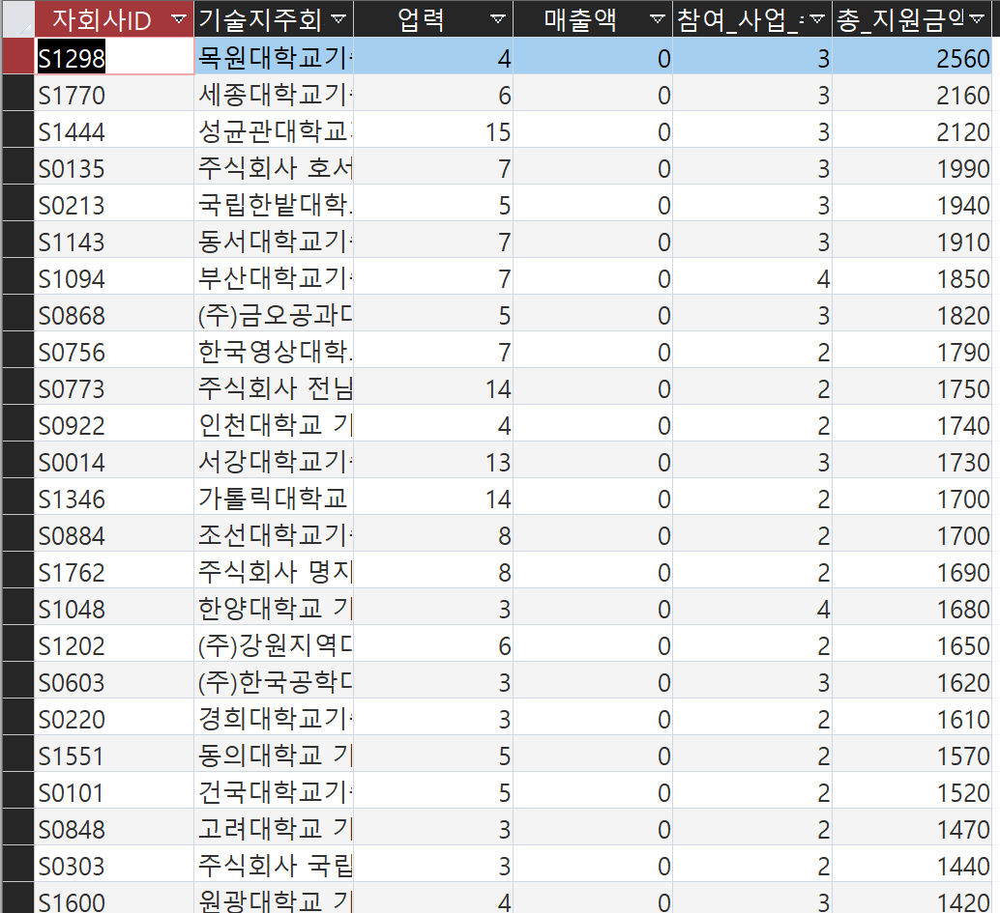 자회사ID 기술지주회 업력 매출액 참여_사업_ 총_지원금액
S1298 목원대학교기 4 0 3 2560
S1770 세종대학교기 6 0 3 2160
S1444 성균관대학교 15 0 3 2120
S0135 주식회사 호서 7 0 3 1990
S0213 국립한밭대학 5 0 3 1940
S1143 동서대학교기 7 0 3 1910
S1094 부산대학교기 7 0 4 1850
S0868 (주)금오공과대 5 0 3 1820
S0756 한국영상대학 7 0 2 1790
S0773 주식회사 전남 14 0 2 1750
S0922 인천대학교 기 4 0 2 1740
S0014 서강대학교기 13 0 3 1730
S1346 가톨릭대학교 14 0 2 1700
S0884 조선대학교기 8 0 2 1700
S1762 주식회사 명지 8 0 2 1690
S1048 한양대학교 기 3 0 4 1680
S1202 (주)강원지역대 6 0 2 1650
S0603 (주)한국공학대 3 0 3 1620
S0220 경희대학교기 3 0 2 1610
S1551 동의대학교 기 5 0 2 1570
S0101 건국대학교기 5 0 2 1520
S0848 고려대학교 기 3 0 2 1470
S0303 주식회사 국립 3 0 2 1440
S1600 원광대학교 기 4 0 3 1420